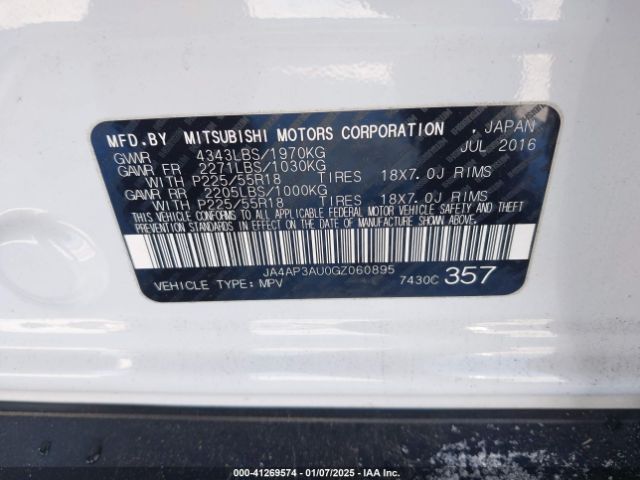 MFD.BY MITSUBISHI MOTORS CORPORATION , JAPAN
GVWR 4343LBS/1970KG JUL 2016
GAWR FR 2271LBS/1030KG
WITH P225/55R18 TIRES 18X7.0J RIMS
GAWR RR 2205LBS/1000KG
WITH P225/55R18 TIRES 18X7.0J RIMS
THIS VEHICLE CONFORMS TO ALL APPLICABLE FEDERAL MOTOR VEHICLE SAFETY AND THEFT
PREVENTION STANDARDS IN EFFECT ON THE DATE OF MANUFACTURE SHOWN ABOVE.
JA4AP3AU0GZ060895
VEHICLE TYPE: MPV 7430C 357
000-41269574 | 01/07/2025 | IAA Inc.